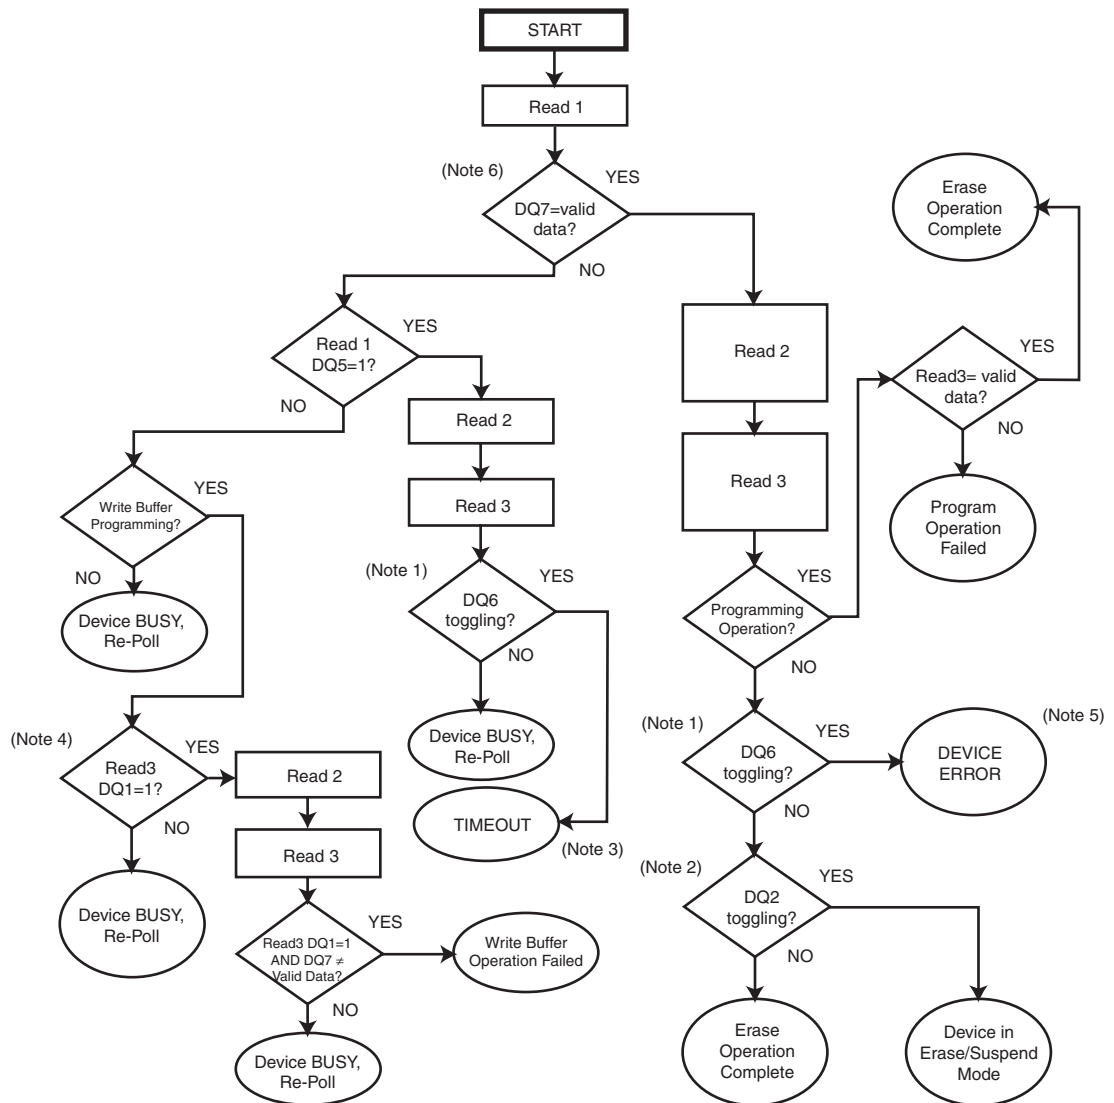 START
Read 1
(Note 6)
YES
DQ7=valid
data?
NO
Erase
Operation
Complete
Read 1
DQ5=1?
YES
NO
Read 2
Read3= valid
data?
YES
NO
Read 2
Read 3
Read 3
Program
Operation
Failed
Write Buffer
Programming?
YES
NO
Device BUSY,
Re-Poll
(Note 1)
DQ6
toggling?
YES
NO
Programming
Operation?
YES
NO
Device BUSY,
Re-Poll
TIMEOUT
(Note 3)
(Note 1)
DQ6
toggling?
YES
NO
DEVICE
ERROR
(Note 5)
(Note 4)
Read3
DQ1=1?
YES
NO
Read 2
Read 3
Device BUSY,
Re-Poll
Read3 DQ1=1
AND DQ7 ≠
Valid Data?
YES
NO
Write Buffer
Operation Failed
Device BUSY,
Re-Poll
(Note 2)
DQ2
toggling?
YES
NO
Erase
Operation
Complete
Device in
Erase/Suspend
Mode